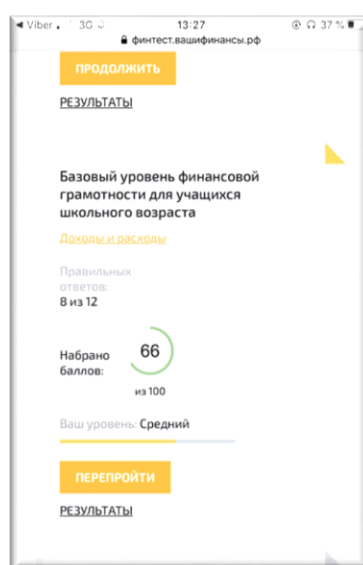 Viber 3G 13:27 37 %
финтест.вашифинансы.рф
ПРОДОЛЖИТЬ
РЕЗУЛЬТАТЫ
Базовый уровень финансовой
грамотности для учащихся
школьного возраста
Доходы и расходы
Правильных
ответов:
8 из 12
Набрано
баллов:
66
из 100
Ваш уровень: Средний
ПЕРЕПРОЙТИ
РЕЗУЛЬТАТЫ